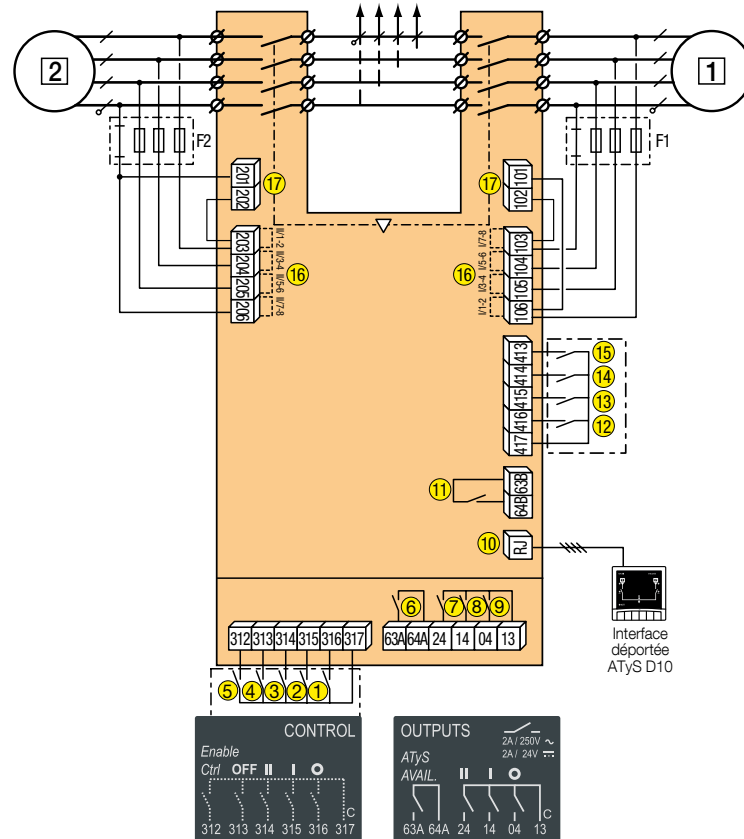 2
1
F2
F1
201
202
17
17
101
102
203
204
205
206
II/1-2
II/3-4
II/5-6
II/7-8
16
16
I/7-8
I/5-6
I/3-4
I/1-2
103
104
105
106
413
414
415
416
417
15
14
13
12
11
63B
64B
10
RJ
Interface
déportée
ATyS D10
6
7
8
9
312 313 314 315 316 317
63A 64A 24 14 04 13
5 4 3 2 1
CONTROL
Enable
Ctrl OFF II I O
C
312 313 314 315 316 317
OUTPUTS
2A / 250V ~
2A / 24V ⎓
ATyS
AVAIL. II I O
C
63A 64A 24 14 04 13